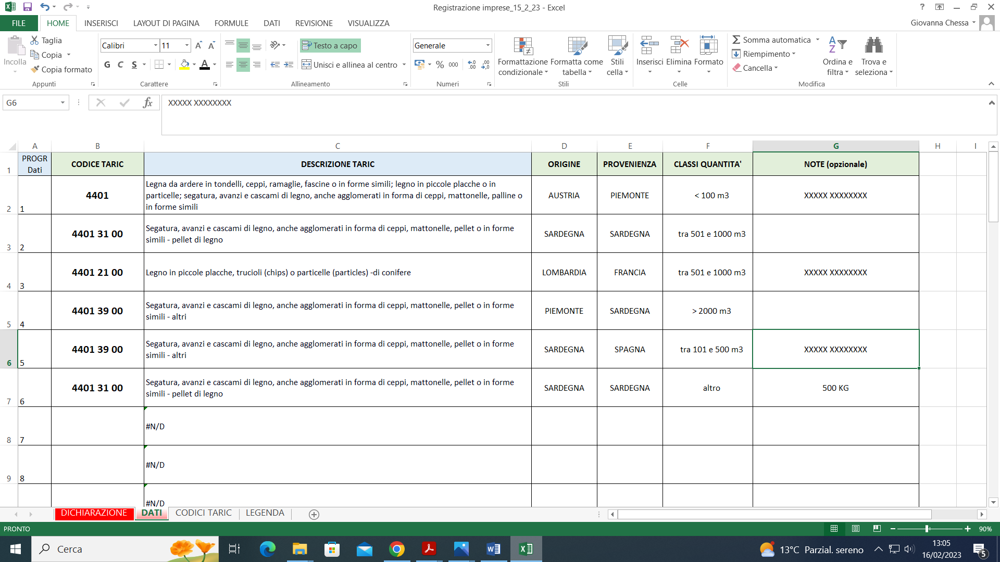 Registrazione imprese_15_2_23 - Excel
FILE HOME INSERISCI LAYOUT DI PAGINA FORMULE DATI REVISIONE VISUALIZZA
Giovanna Chessa
Incolla
Taglia
Copia
Copia formato
Appunti
Calibri 11
G C S
Carattere
Testo a capo
Unisci e allinea al centro
Allineamento
Generale
% 000
Numeri
Formattazione condizionale
Formatta come tabella
Stili cella
Stili
Inserisci Elimina Formato
Celle
Somma automatica
Riempimento
Cancella
Ordina e filtra
Trova e seleziona
Modifica
G6
fx
XXXXX XXXXXXXX
A B C D E F G H I
1 PROGR Dati CODICE TARIC DESCRIZIONE TARIC ORIGINE PROVENIENZA CLASSI QUANTITA' NOTE (opzionale)
2 1 4401 Legna da ardere in tondelli, ceppi, ramaglie, fascine o in forme simili; legno in piccole placche o in
particelle; segatura, avanzi e cascami di legno, anche agglomerati in forma di ceppi, mattonelle, palline o
in forme simili AUSTRIA PIEMONTE < 100 m3 XXXXX XXXXXXXX
3 2 4401 31 00 Segatura, avanzi e cascami di legno, anche agglomerati in forma di ceppi, mattonelle, pellet o in forme
simili - pellet di legno SARDEGNA SARDEGNA tra 501 e 1000 m3
4 3 4401 21 00 Legno in piccole placche, trucioli (chips) o particelle (particles) -di conifere LOMBARDIA FRANCIA tra 501 e 1000 m3 XXXXX XXXXXXXX
5 4 4401 39 00 Segatura, avanzi e cascami di legno, anche agglomerati in forma di ceppi, mattonelle, pellet o in forme
simili - altri PIEMONTE SARDEGNA > 2000 m3
6 5 4401 39 00 Segatura, avanzi e cascami di legno, anche agglomerati in forma di ceppi, mattonelle, pellet o in forme
simili - altri SARDEGNA SPAGNA tra 101 e 500 m3 XXXXX XXXXXXXX
7 6 4401 31 00 Segatura, avanzi e cascami di legno, anche agglomerati in forma di ceppi, mattonelle, pellet o in forme
simili - pellet di legno SARDEGNA SARDEGNA altro 500 KG
8 7 #N/D
9 8 #N/D
#N/D
DICHIARAZIONE DATI CODICI TARIC LEGENDA
PRONTO
90%
Cerca
13°C Parzial. sereno
13:05
16/02/2023
5